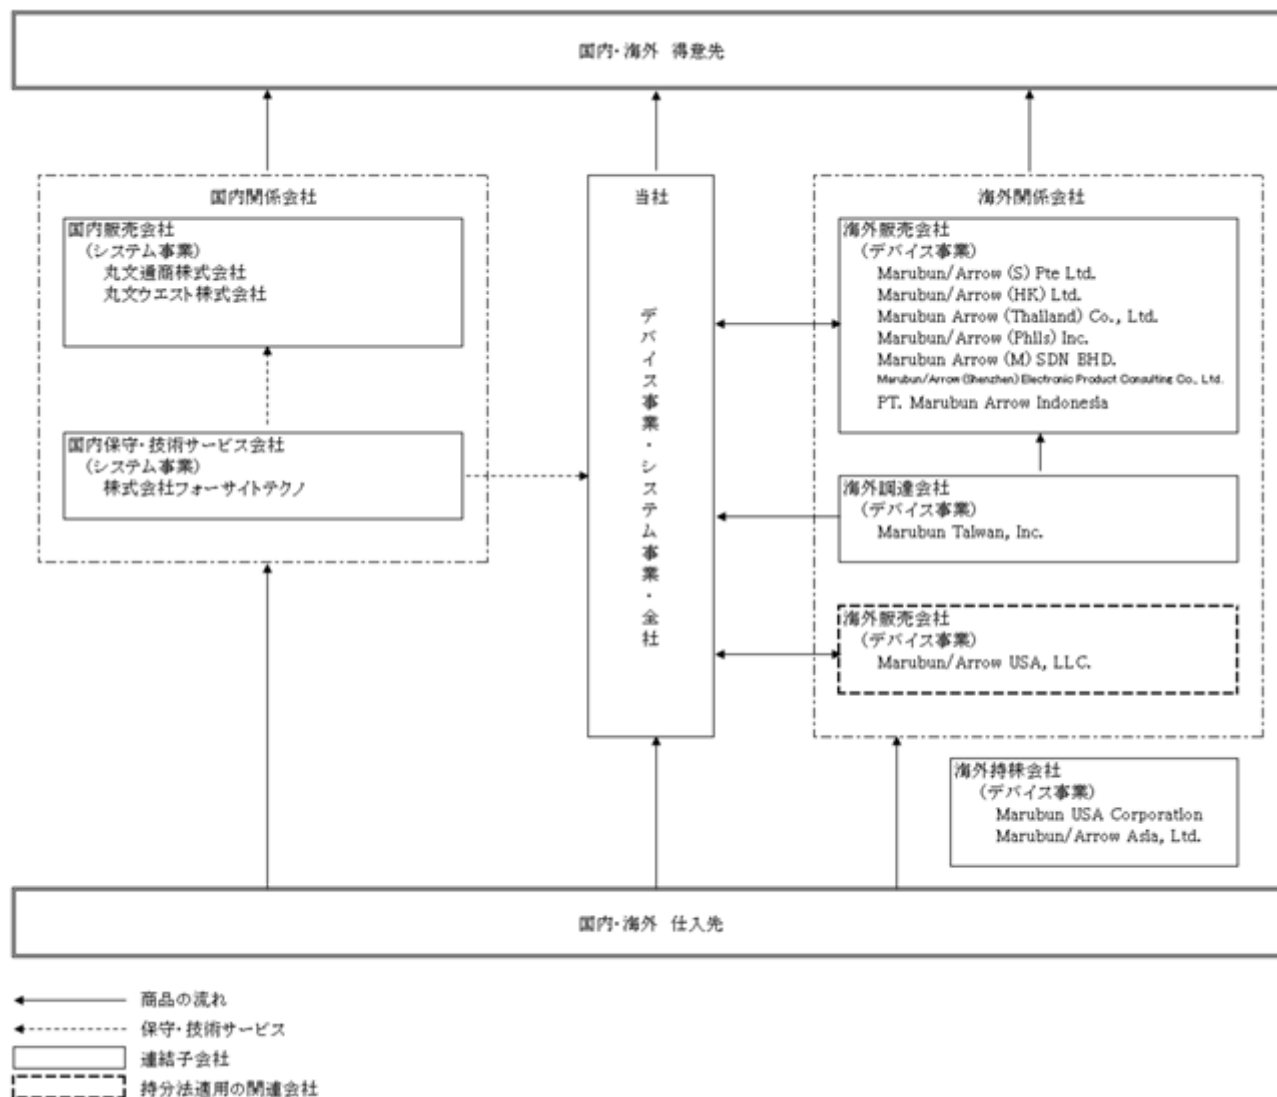 国内・海外 得意先
国内関係会社
国内販売会社
(システム事業)
丸文通商株式会社
丸文ウエスト株式会社
国内保守・技術サービス会社
(システム事業)
株式会社フォーサイトテクノ
当社
デバイス事業・システム事業・全社
海外関係会社
海外販売会社
(デバイス事業)
Marubun/Arrow (S) Pte Ltd.
Marubun/Arrow (HK) Ltd.
Marubun Arrow (Thailand) Co., Ltd.
Marubun/Arrow (Phils) Inc.
Marubun Arrow (M) SDN BHD.
Marubun/Arrow (Shenzhen) Electronic Product Consulting Co., Ltd.
PT. Marubun Arrow Indonesia
海外調達会社
(デバイス事業)
Marubun Taiwan, Inc.
海外販売会社
(デバイス事業)
Marubun/Arrow USA, LLC.
海外持株会社
(デバイス事業)
Marubun USA Corporation
Marubun/Arrow Asia, Ltd.
国内・海外 仕入先
商品の流れ
保守・技術サービス
連結子会社
持分法適用の関連会社